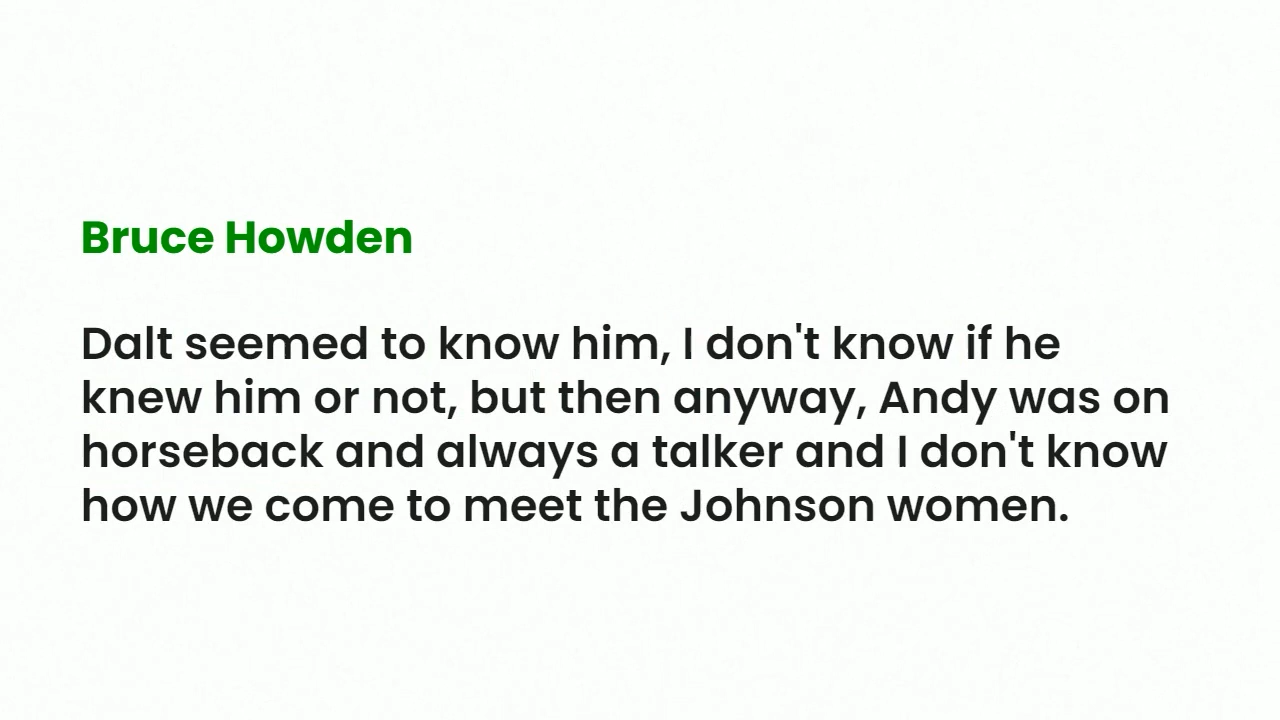 Bruce Howden
Dalt seemed to know him, I don't know if he
knew him or not, but then anyway, Andy was on
horseback and always a talker and I don't know
how we come to meet the Johnson women.